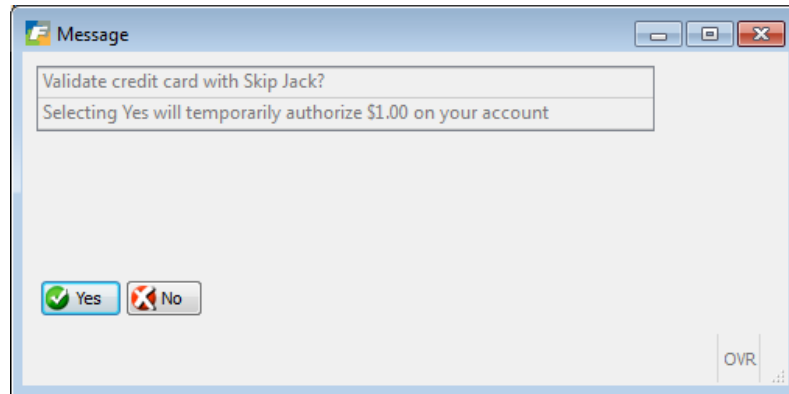 Message
Validate credit card with Skip Jack?
Selecting Yes will temporarily authorize $1.00 on your account
Yes No
OVR